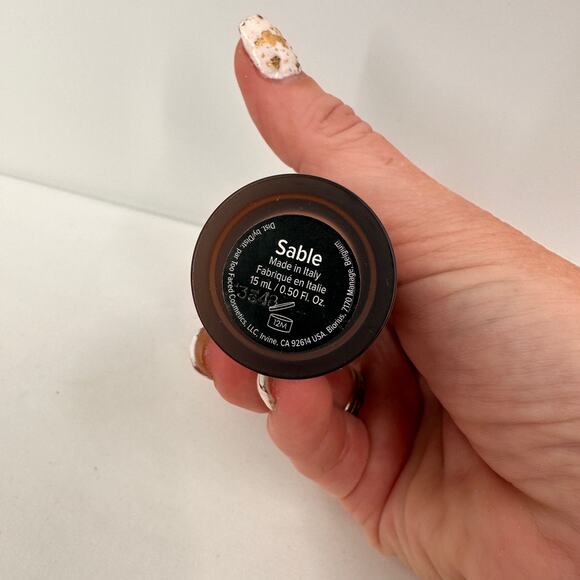 Sable
Made in Italy
Fabriqué en Italie
15 mL / 0.50 Fl. Oz.
12M
Dist. by/Distr. par Too Faced Cosmetics, LLC, Irvine, CA 92614 USA. Biorius, 7170 Manage, Belgium